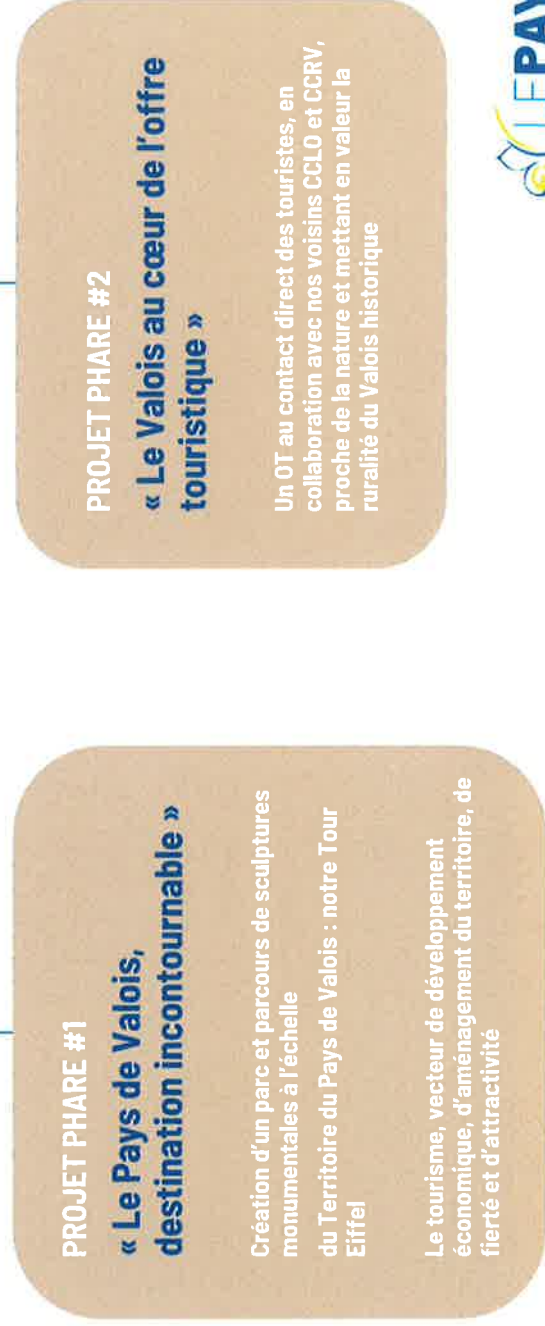 PROJET PHARE #1
« Le Pays de Valois,
destination incontournable »
Création d'un parc et parcours de sculptures
monumentales à l'échelle
du Territoire du Pays de Valois : notre Tour
Eiffel
Le tourisme, vecteur de développement
économique, d'aménagement du territoire, de
fierté et d'attractivité
PROJET PHARE #2
« Le Valois au cœur de l'offre
touristique »
Un OT au contact direct des touristes, en
collaboration avec nos voisins CCLO et CCRV,
proche de la nature et mettant en valeur la
ruralité du Valois historique
LE PAY